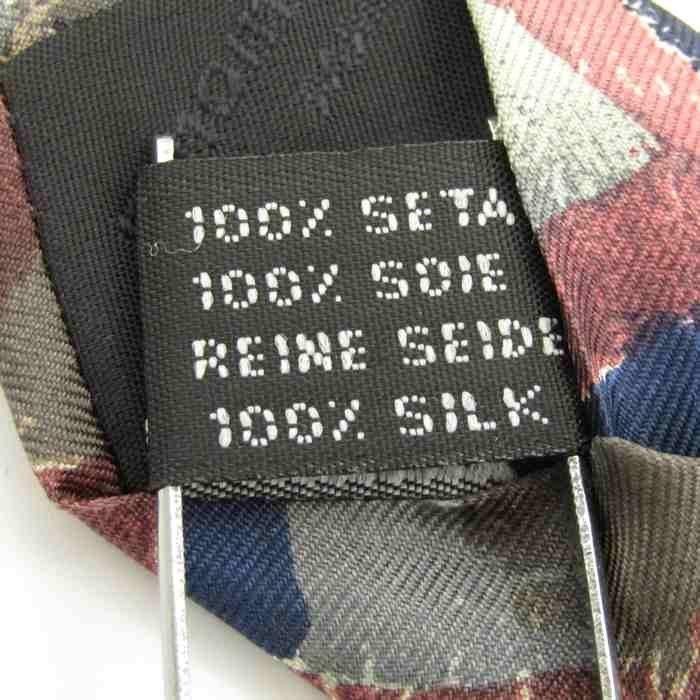 100% SETA
100% SOIE
REINE SEIDE
100% SILK